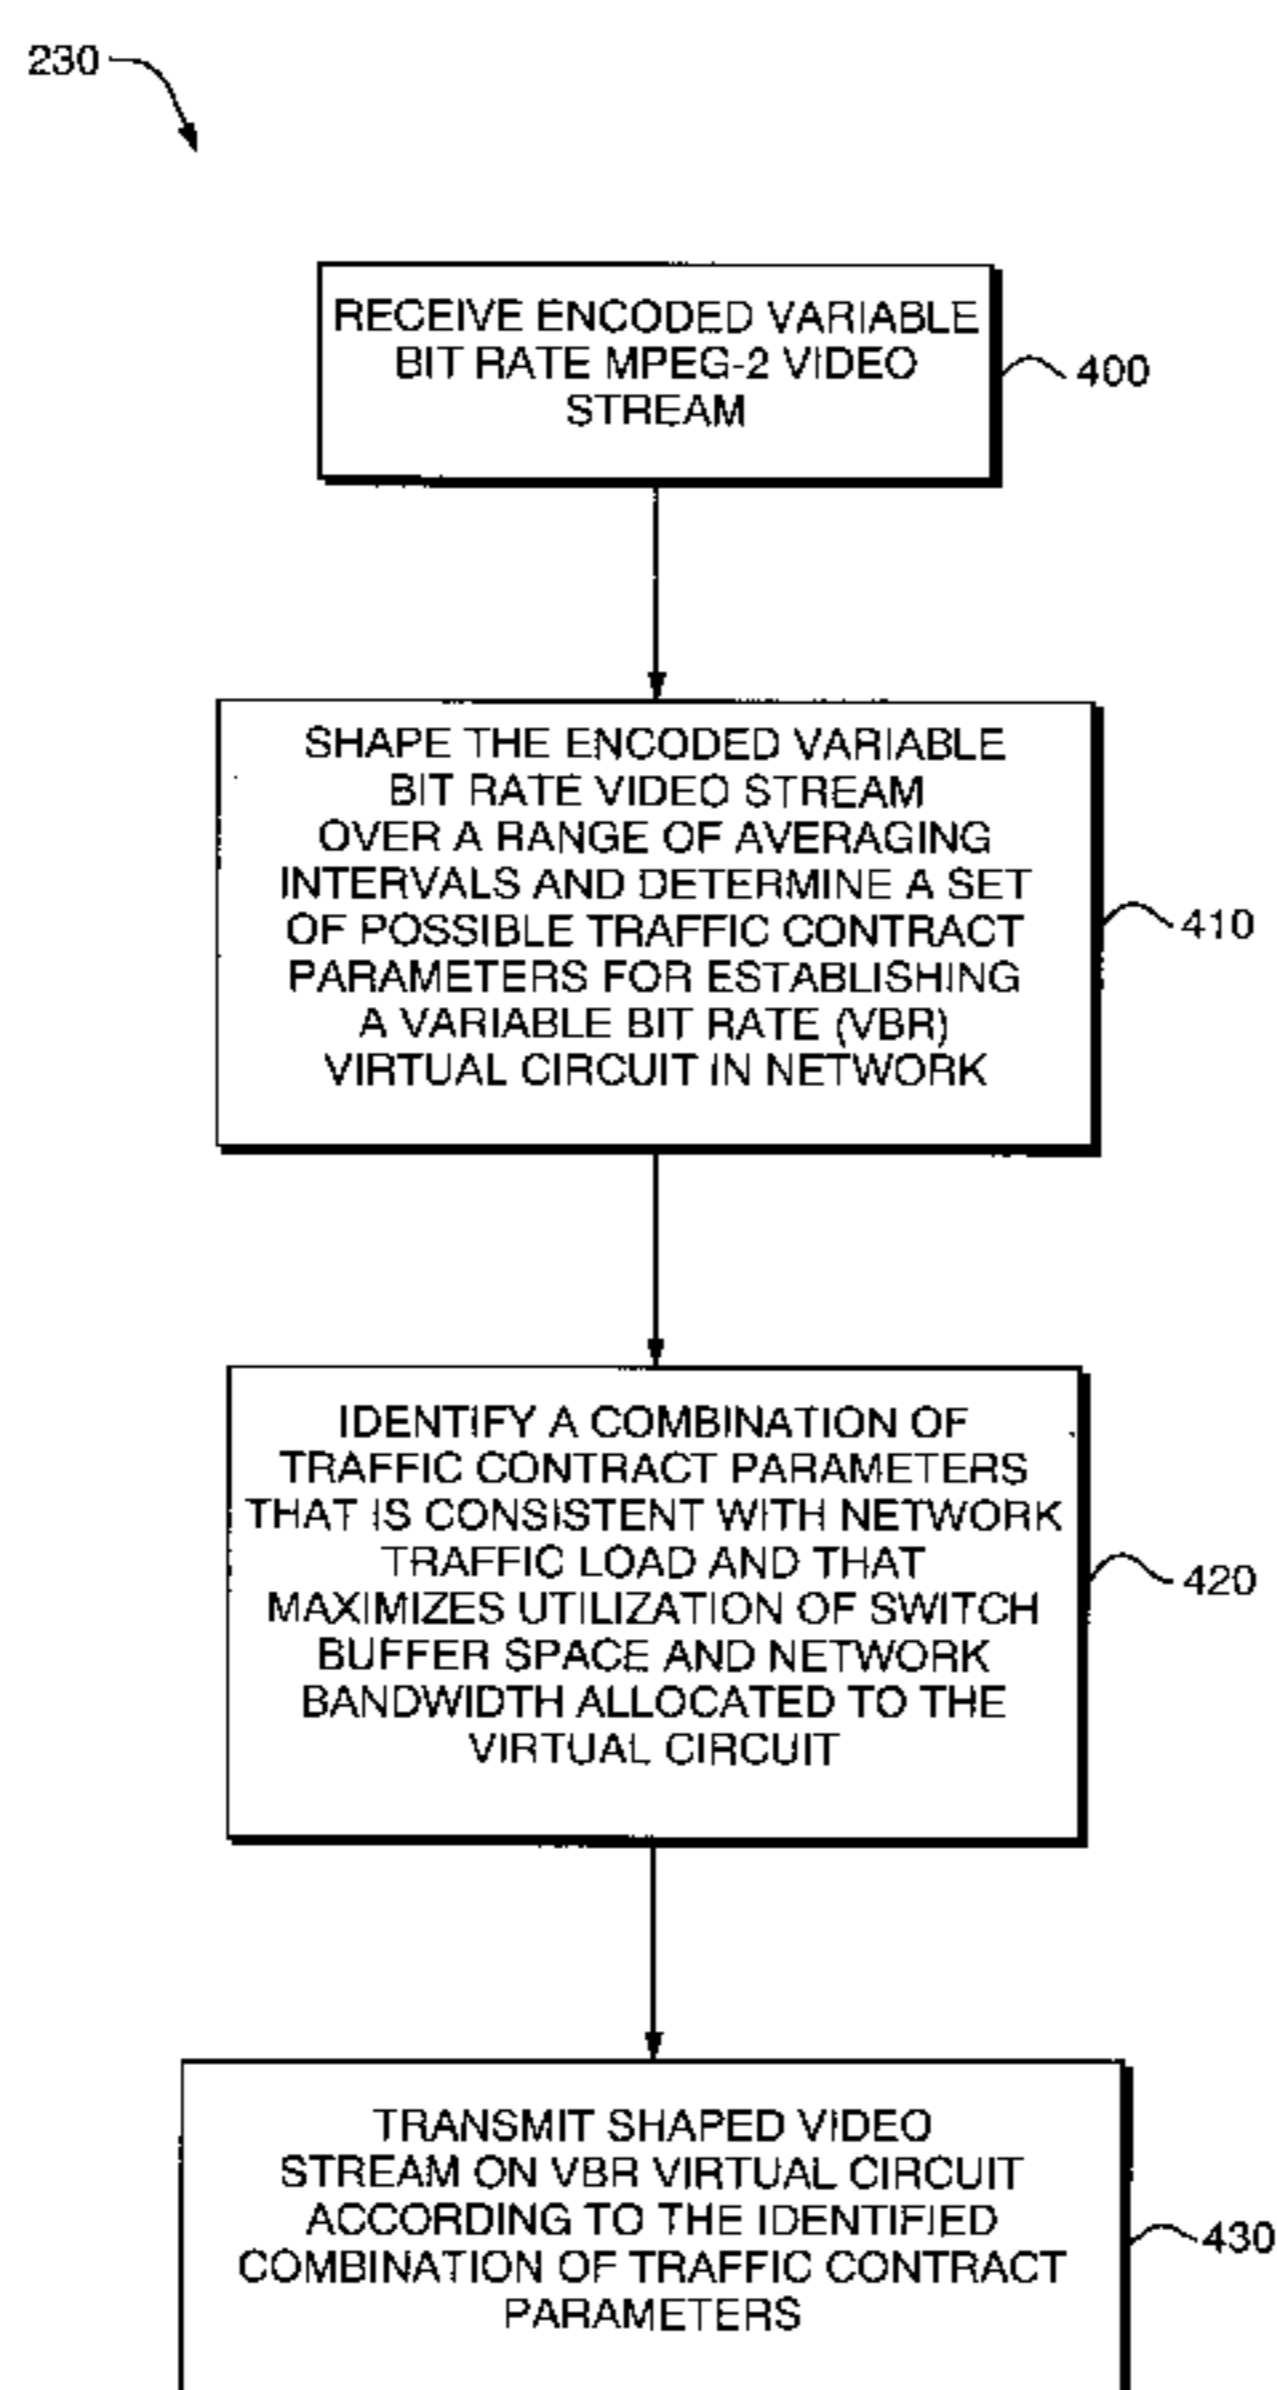 230
RECEIVE ENCODED VARIABLE
BIT RATE MPEG-2 VIDEO
STREAM
400
SHAPE THE ENCODED VARIABLE
BIT RATE VIDEO STREAM
OVER A RANGE OF AVERAGING
INTERVALS AND DETERMINE A SET
OF POSSIBLE TRAFFIC CONTRACT
PARAMETERS FOR ESTABLISHING
A VARIABLE BIT RATE (VBR)
VIRTUAL CIRCUIT IN NETWORK
410
IDENTIFY A COMBINATION OF
TRAFFIC CONTRACT PARAMETERS
THAT IS CONSISTENT WITH NETWORK
TRAFFIC LOAD AND THAT
MAXIMIZES UTILIZATION OF SWITCH
BUFFER SPACE AND NETWORK
BANDWIDTH ALLOCATED TO THE
VIRTUAL CIRCUIT
420
TRANSMIT SHAPED VIDEO
STREAM ON VBR VIRTUAL CIRCUIT
ACCORDING TO THE IDENTIFIED
COMBINATION OF TRAFFIC CONTRACT
PARAMETERS
430